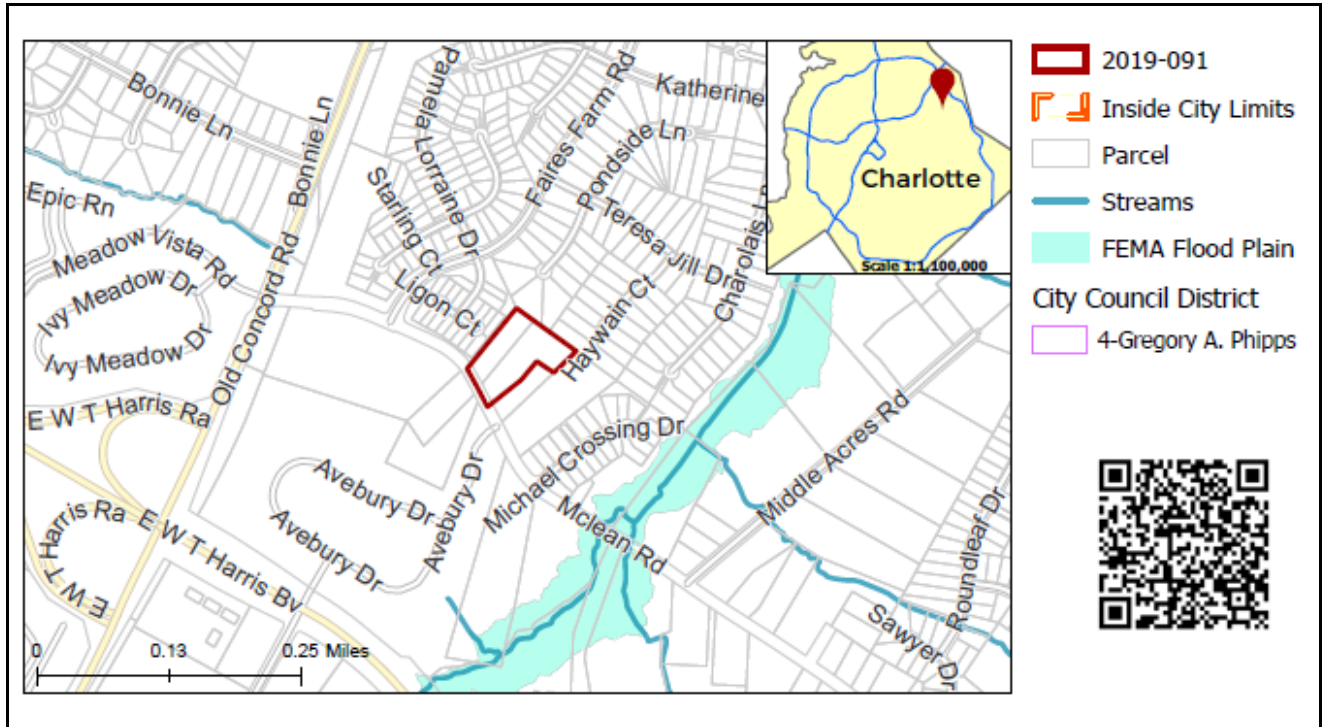 Bonnie Ln
Bonnie Ln
Pamela Lorraine Dr
Faires Farm Rd
Katherine
Pondside Ln
Starling Ct
Epic Rn
Meadow Vista Rd
Ivy Meadow Dr
Ivy Meadow Dr
Old Concord Rd
Ligon Ct
Teresa Jill Dr
Charolais Ln
Haywain Ct
E W T Harris Ra
Avebury Dr
Avebury Dr
Avebury Dr
Michael Crossing Dr
Mclean Rd
Middle Acres Rd
Roundleaf Dr
Sawyer Dr
E W T Harris Ra
E W T Harris Bv
0 0.13 0.25 Miles
Charlotte
Scale 1:1,100,000
2019-091
Inside City Limits
Parcel
Streams
FEMA Flood Plain
City Council District
4-Gregory A. Phipps